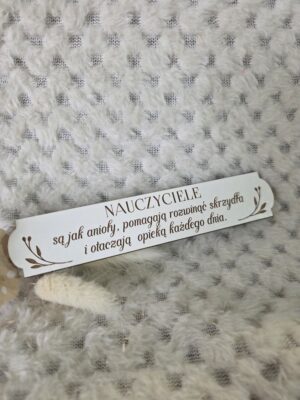 NAUCZYCIELE
są jak anioły, pomagają rozwinąć skrzydła
i otaczają opieką każdego dnia.